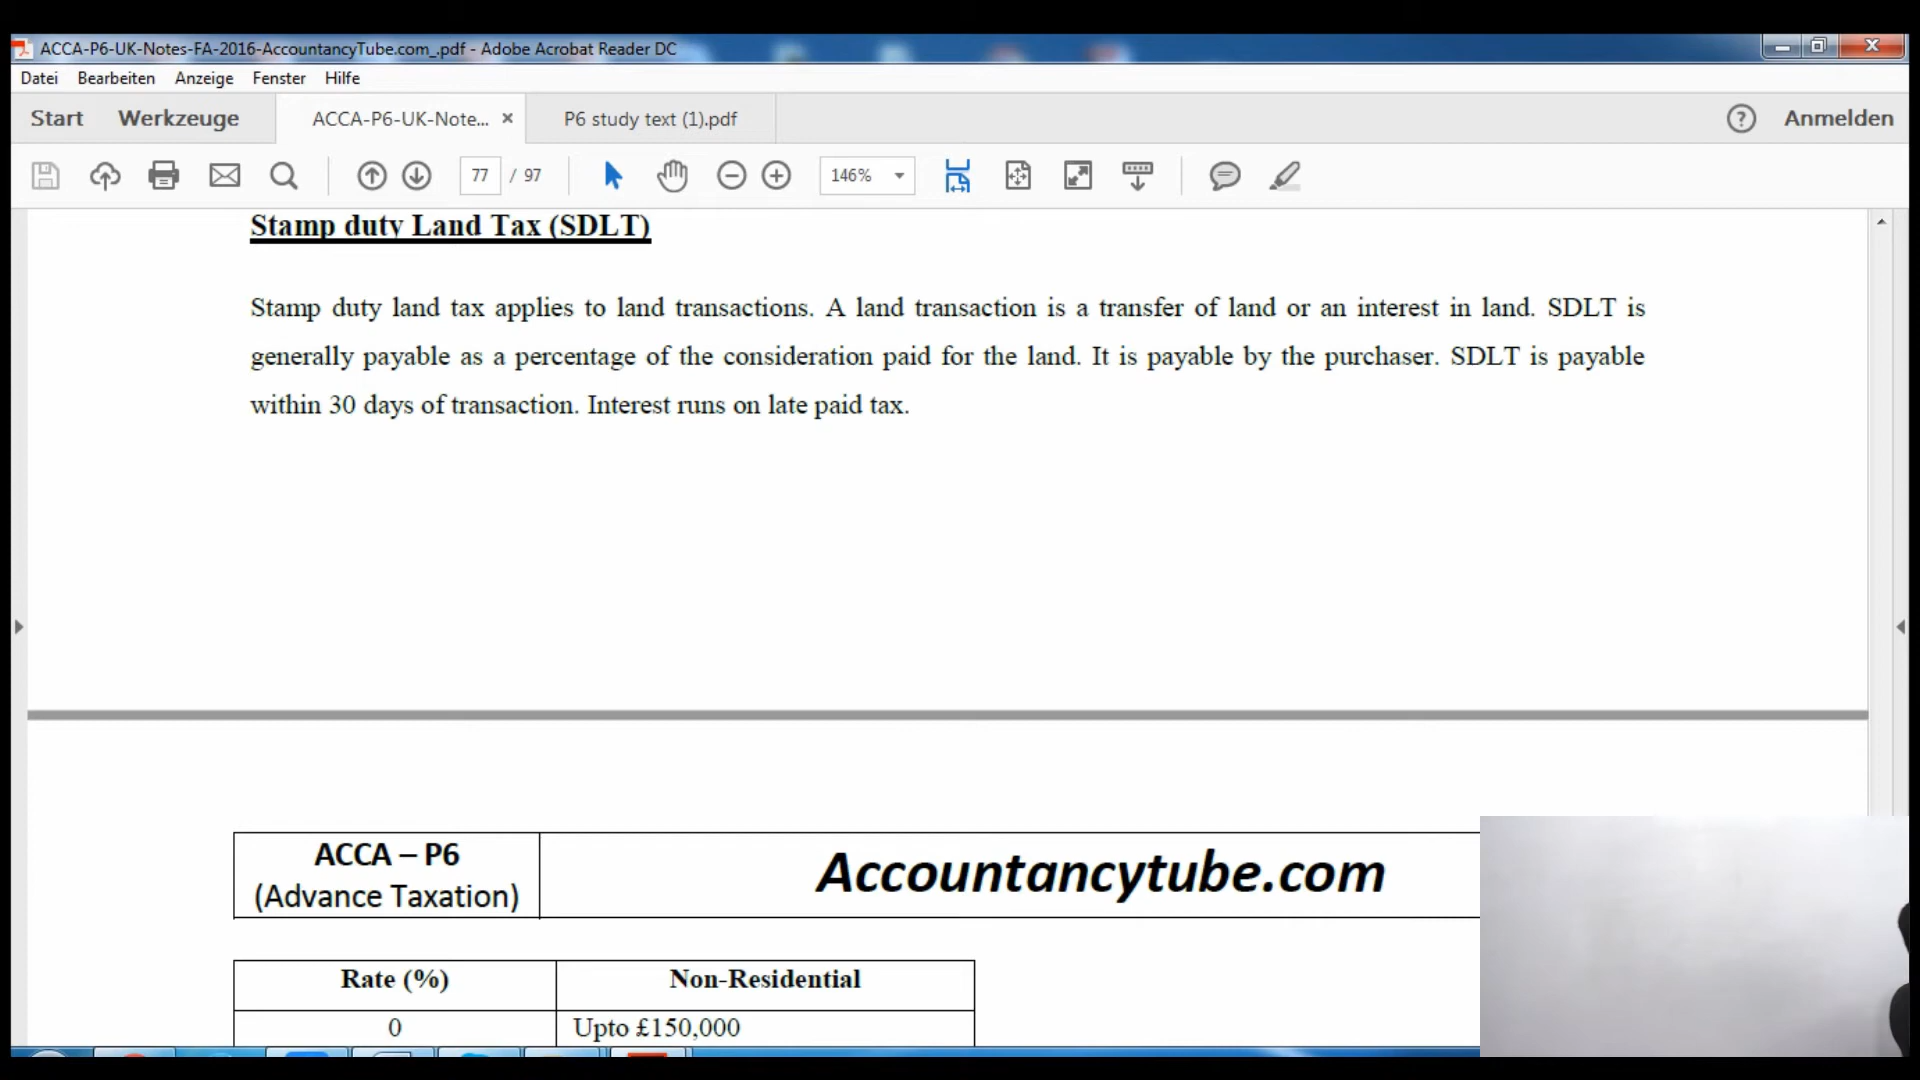 ACCA-P6-UK-Notes-FA-2016-AccountancyTube.com_.pdf - Adobe Acrobat Reader DC
Datei Bearbeiten Anzeige Fenster Hilfe
Start Werkzeuge ACCA-P6-UK-Note... × P6 study text (1).pdf ? Anmelden
77 / 97 146%
Stamp duty Land Tax (SDLT)
Stamp duty land tax applies to land transactions. A land transaction is a transfer of land or an interest in land. SDLT is
generally payable as a percentage of the consideration paid for the land. It is payable by the purchaser. SDLT is payable
within 30 days of transaction. Interest runs on late paid tax.
ACCA – P6
(Advance Taxation)
Accountancytube.com
Rate (%) Non-Residential
0 Upto £150,000